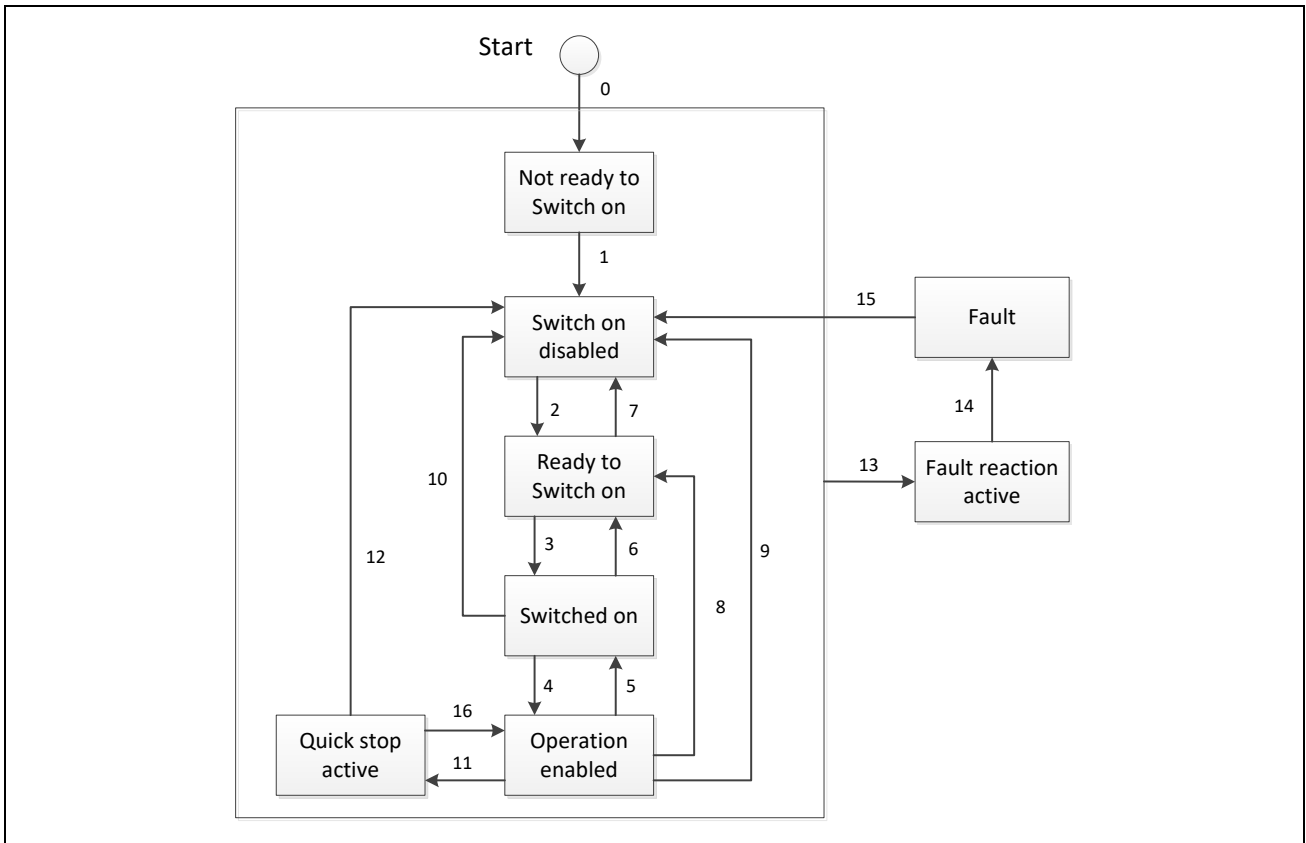 Start
0
Not ready to
Switch on
1
Switch on
disabled
15
Fault
2
7
14
10
Ready to
Switch on
13
Fault reaction
active
12
3
6
9
8
Switched on
4
5
16
Quick stop
active
11
Operation
enabled